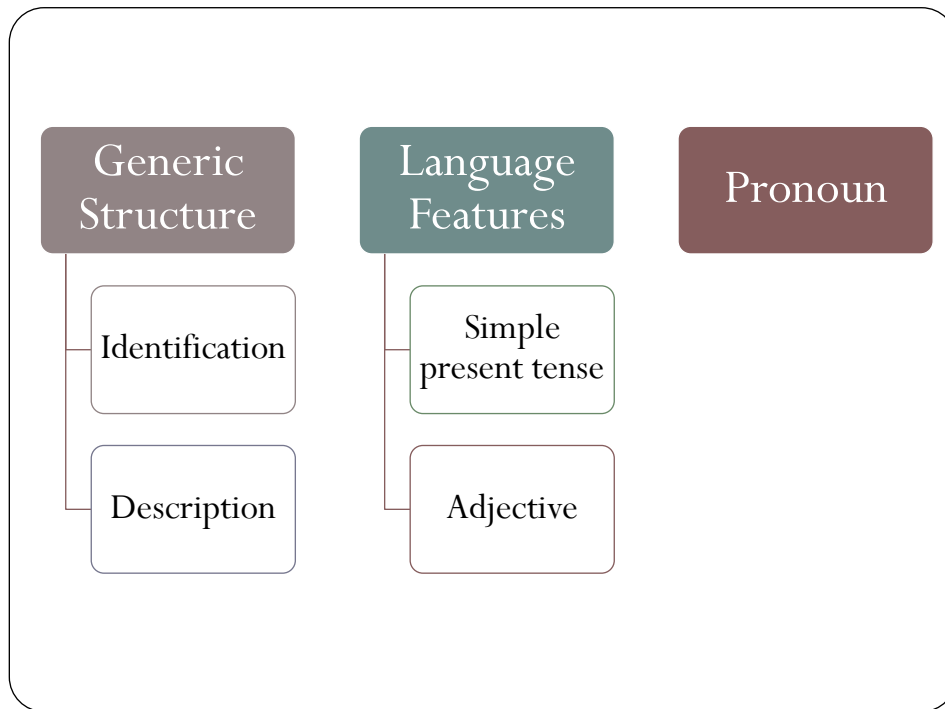 Generic
Structure
Identification
Description
Language
Features
Simple
present tense
Adjective
Pronoun